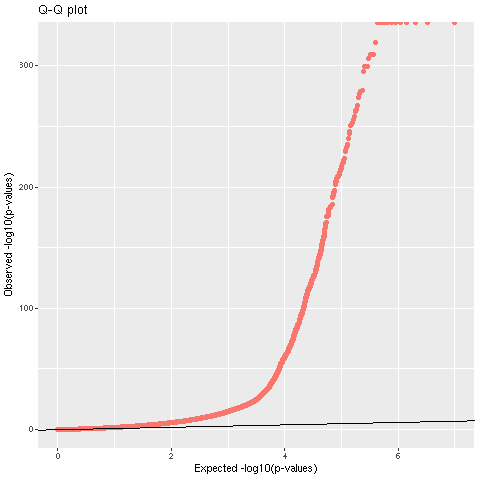 Q-Q plot
Observed -log10(p-values)
300
200
100
0
0 2 4 6
Expected -log10(p-values)